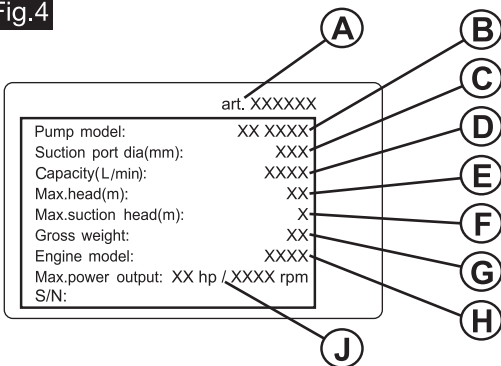 Fig.4
A
B
art. XXXXXX
C
Pump model: XX XXXX
Suction port dia(mm): XXX
D
Capacity(L/min): XXXX
Max.head(m): XX
E
Max.suction head(m): X
F
Gross weight: XX
Engine model: XXXX
G
Max.power output: XX hp / XXXX rpm
S/N:
H
J